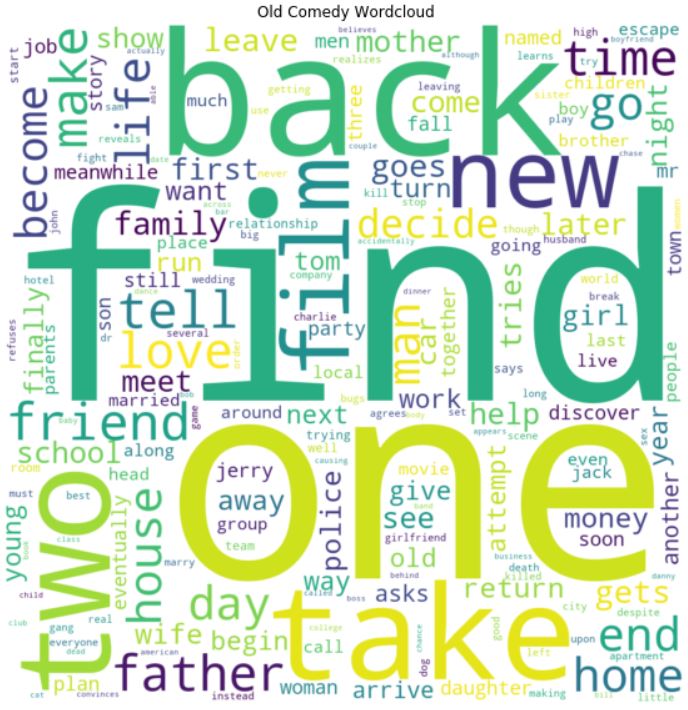 Old Comedy Wordcloud
start
job
show
leave
men
mother
believes
realizes
named
high
boyfriend
escape
make
story
actually
back
although
learns
try
time
become
life
sam
able
much
getting
use
three
leaving
come
fall
sister
children
boy
play
go
night
reveals
fight
date
never
couple
brother
chase
meanwhile
first
goes
turn
kill
stop
new
mr
john
want
film
family
across
bar
relationship
big
decide
though
later
women
town
place
run
accidentally
going
husband
find
hotel
still
wedding
tom
company
tries
world
dance
son
tell
charlie
dinner
break
girl
refuses
finally
parents
dr
several
party
man
car
together
last
love
order
says
live
people
meet
local
married
bob
bugs
work
long
baby
game
friend
around
next
agrees
body
set
help
discover
year
school
along
trying
well
appears
scene
sex
room
head
causing
one
jerry
movie
even
jack
must
best
away
police
give
band
attempt
another
young
two
eventually
house
group
see
girlfriend
money
book
class
team
old
business
soon
child
marry
behind
way
death
killed
danny
real
day
called
boss
asks
return
gets
club
gang
wife
begin
college
take
good
city
despite
everyone
call
chance
end
dead
plan
american
father
dog
left
upon
apartment
home
woman
arrive
daughter
cat
convinces
instead
making
bill
little